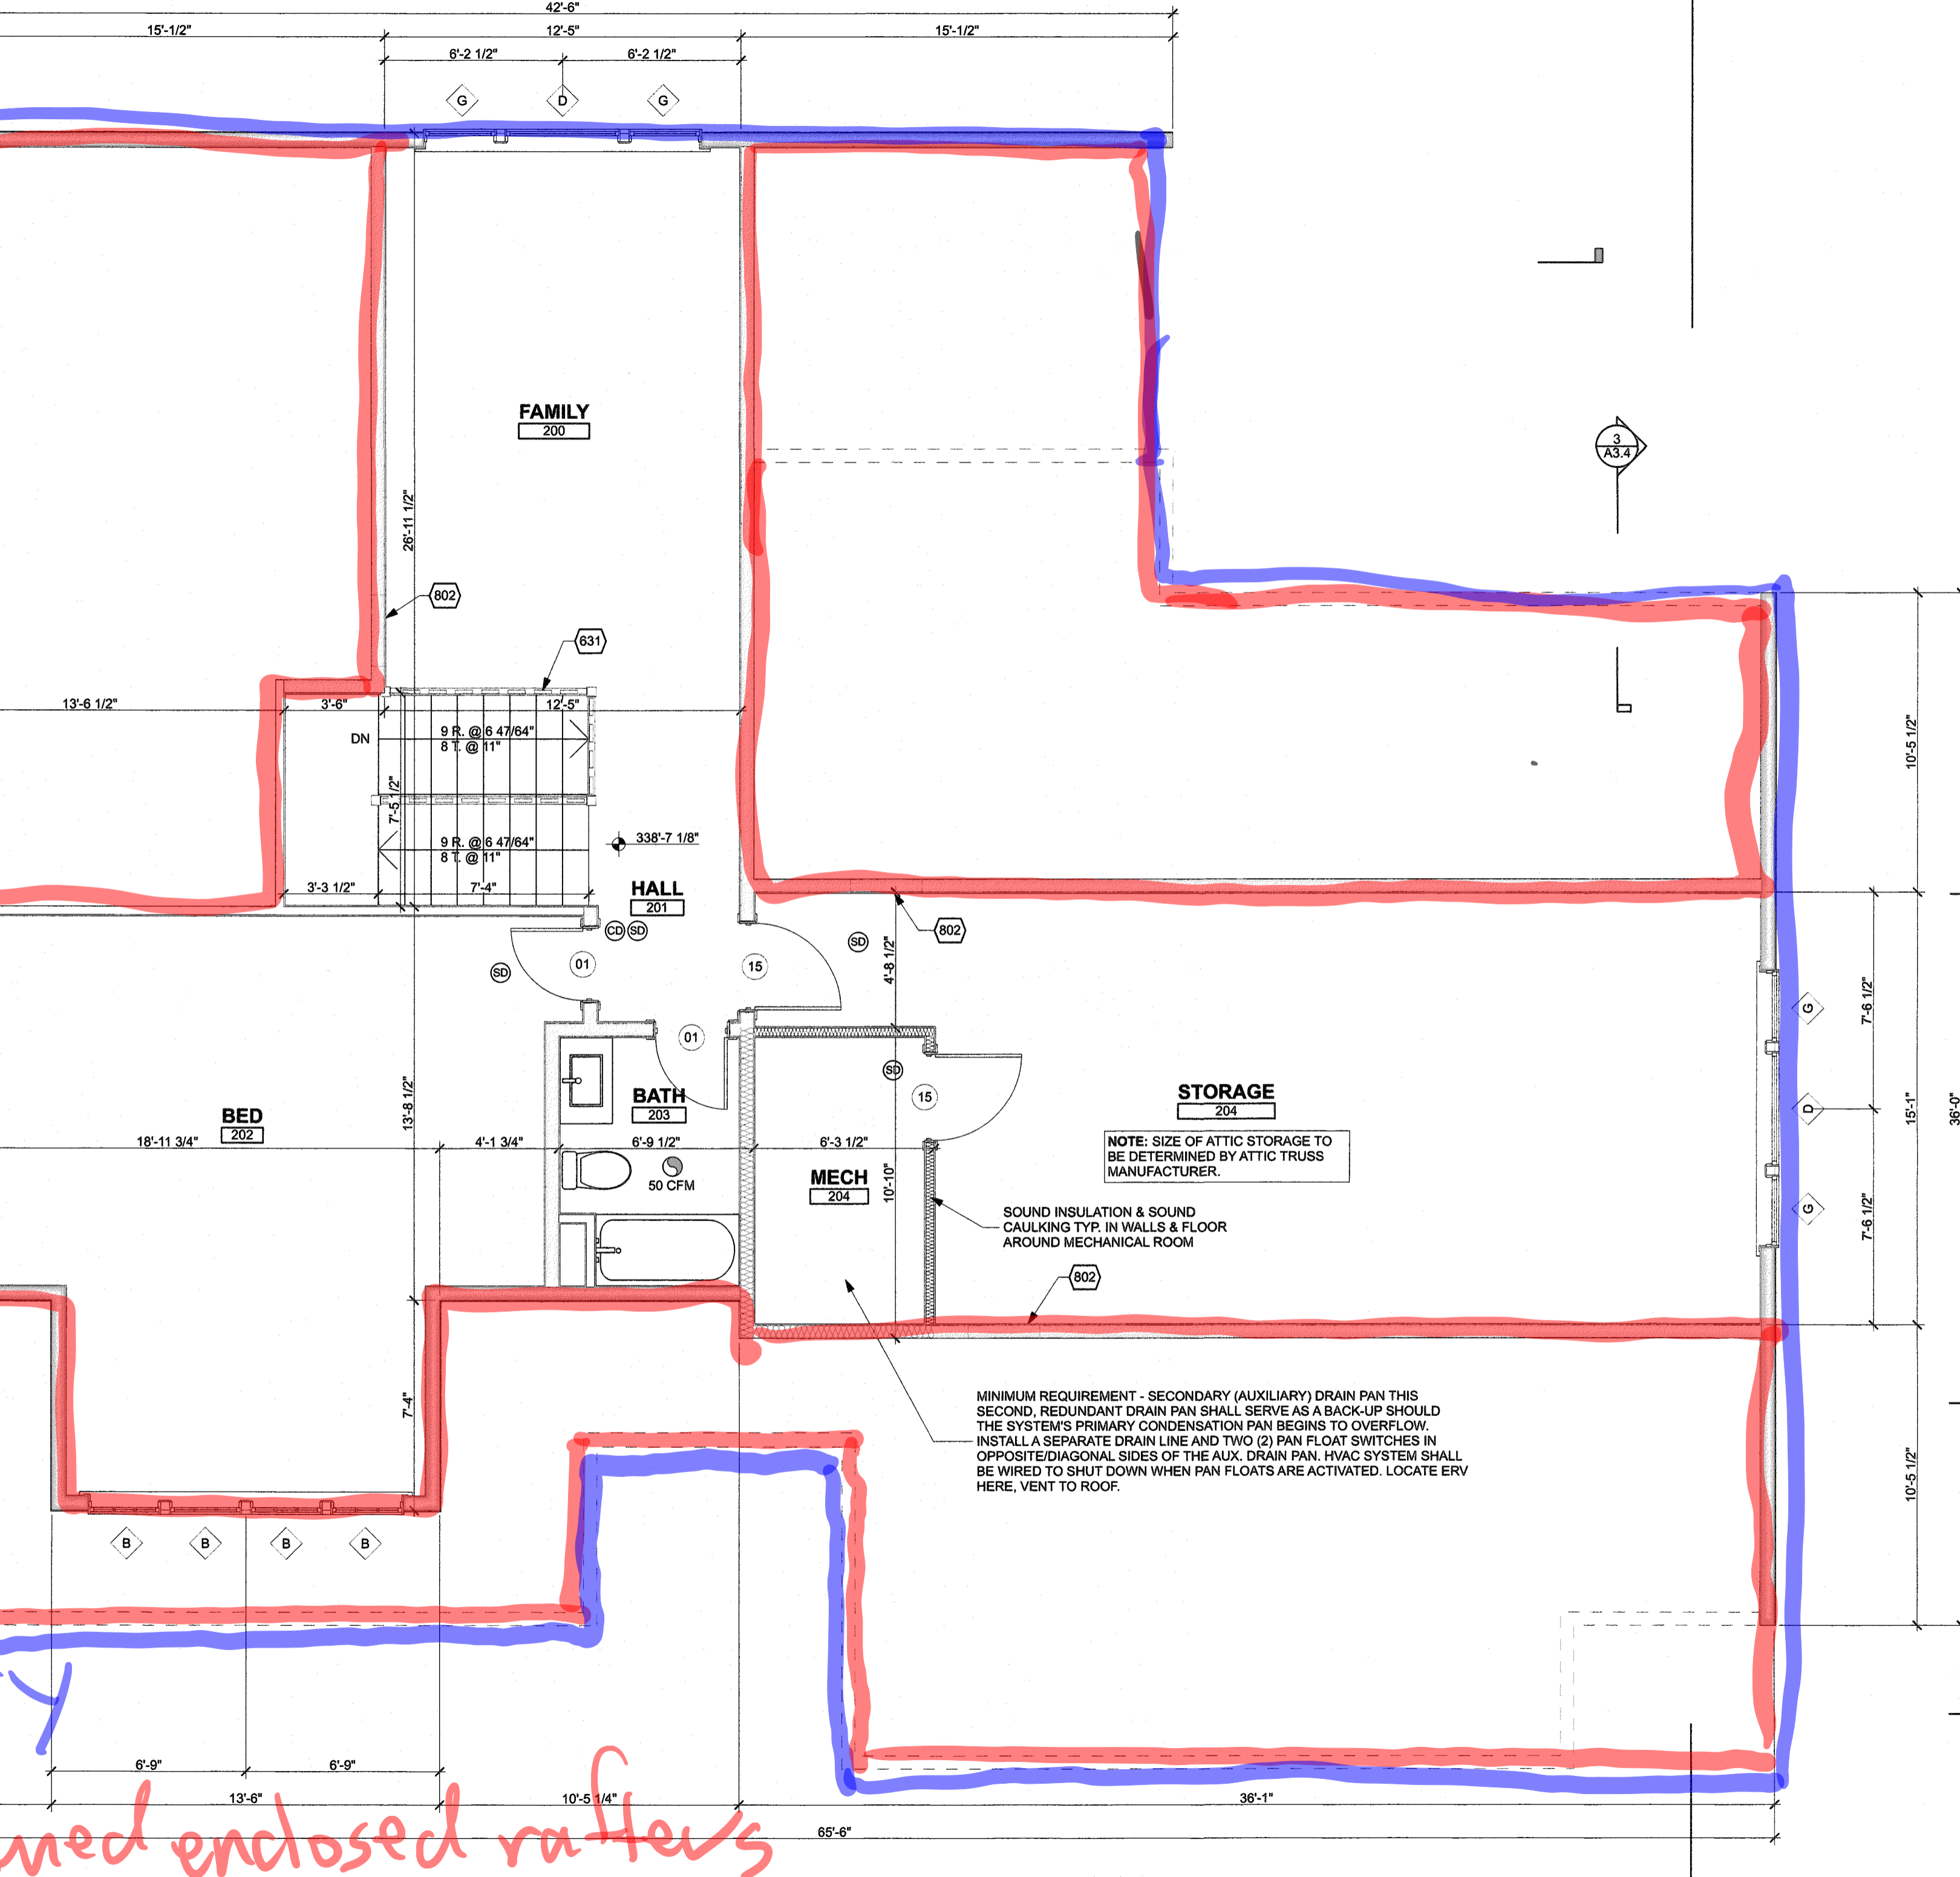 42'-6"
15'-1/2"
12'-5"
15'-1/2"
6'-2 1/2"
6'-2 1/2"
G
D
G
FAMILY
200
26'-11 1/2"
3
A3.4
802
631
13'-6 1/2"
3'-6"
12'-5"
DN
9 R. @ 6 47/64"
8 T. @ 11"
7'-5 1/2"
9 R. @ 6 47/64"
8 T. @ 11"
338'-7 1/8"
3'-3 1/2"
7'-4"
HALL
201
10'-5 1/2"
CD
SD
SD
01
15
SD
4'-8 1/2"
802
01
SD
15
G
7'-6 1/2"
BED
202
13'-8 1/2"
BATH
203
STORAGE
204
D
15'-1"
36'-0"
18'-11 3/4"
4'-1 3/4"
6'-9 1/2"
6'-3 1/2"
NOTE: SIZE OF ATTIC STORAGE TO
BE DETERMINED BY ATTIC TRUSS
MANUFACTURER.
50 CFM
MECH
204
10'-10"
G
7'-6 1/2"
SOUND INSULATION & SOUND
CAULKING TYP. IN WALLS & FLOOR
AROUND MECHANICAL ROOM
802
7'-4"
MINIMUM REQUIREMENT - SECONDARY (AUXILIARY) DRAIN PAN THIS
SECOND, REDUNDANT DRAIN PAN SHALL SERVE AS A BACK-UP SHOULD
THE SYSTEM'S PRIMARY CONDENSATION PAN BEGINS TO OVERFLOW.
INSTALL A SEPARATE DRAIN LINE AND TWO (2) PAN FLOAT SWITCHES IN
OPPOSITE/DIAGONAL SIDES OF THE AUX. DRAIN PAN. HVAC SYSTEM SHALL
BE WIRED TO SHUT DOWN WHEN PAN FLOATS ARE ACTIVATED. LOCATE ERV
HERE, VENT TO ROOF.
10'-5 1/2"
B
B
B
B
6'-9"
6'-9"
13'-6"
10'-5 1/4"
36'-1"
65'-6"
enclosed rafters